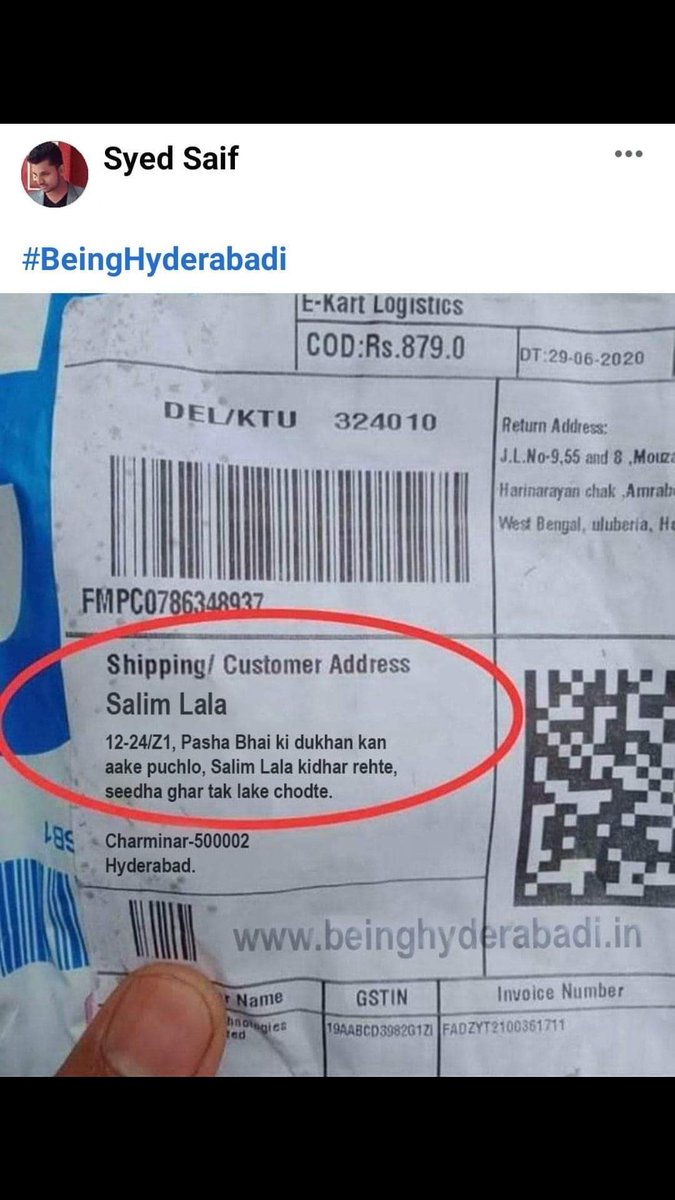 Syed Saif
#BeingHyderabadi
E-Kart Logistics
COD:Rs.879.0
DT:29-06-2020
DEL/KTU 324010
Return Address:
J.L.No-9,55 and 8 ,Mouza
Harinarayan chak ,Amrab
West Bengal, uluberia, H
FMPC0786348937
Shipping/ Customer Address
Salim Lala
12-24/Z1, Pasha Bhai ki dukhan kan
aake puchlo, Salim Lala kidhar rehte,
seedha ghar tak lake chodte.
Charminar-500002
Hyderabad.
SB1
www.beinghyderabadi.in
r Name
GSTIN
Invoice Number
hnologies
ted
19AABCD3982G1ZI
FADZYT2100361711